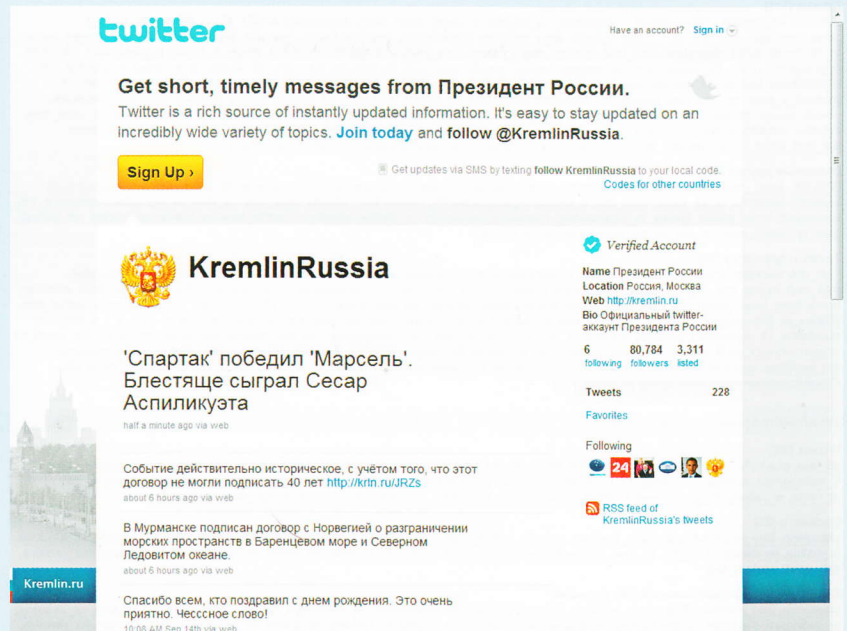 twitter
Have an account? Sign in
Get short, timely messages from Президент России.
Twitter is a rich source of instantly updated information. It's easy to stay updated on an
incredibly wide variety of topics. Join today and follow @KremlinRussia.
Sign Up ›
Get updates via SMS by texting follow KremlinRussia to your local code.
Codes for other countries
KremlinRussia
'Спартак' победил 'Марсель'.
Блестяще сыграл Сесар
Аспиликуэта
half a minute ago via web
Событие действительно историческое, с учётом того, что этот
договор не могли подписать 40 лет http://krln.ru/JRZs
about 6 hours ago via web
В Мурманске подписан договор с Норвегией о разграничении
морских пространств в Баренцевом море и Северном
Ледовитом океане.
about 6 hours ago via web
Спасибо всем, кто поздравил с днем рождения. Это очень
приятно. Чесссное слово!
10:06 AM Sep 14th via web
Verified Account
Name Президент России
Location Россия, Москва
Web http://kremlin.ru
Bio Официальный twitter-
аккаунт Президента России
6 80,784 3,311
following followers listed
Tweets 228
Favorites
Following
24
RSS feed of
KremlinRussia's tweets
Kremlin.ru